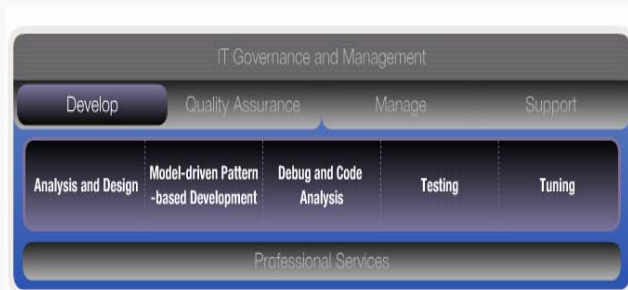 IT Governance and Management
Develop
Quality Assurance
Manage
Support
Analysis and Design
Model-driven Pattern
-based Development
Debug and Code
Analysis
Testing
Tuning
Professional Services